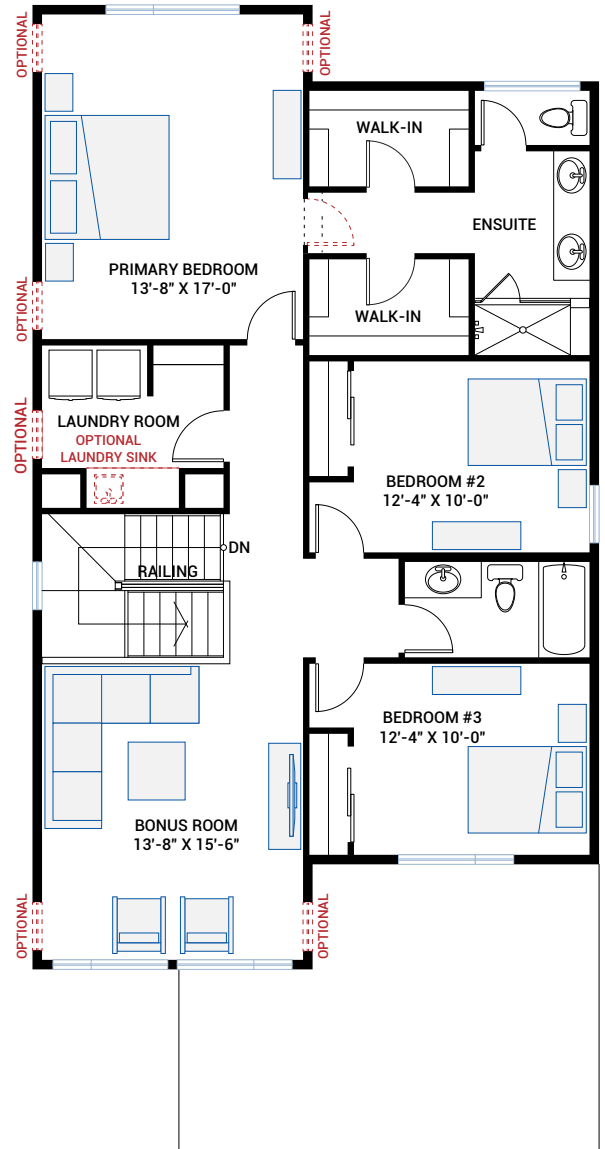 OPTIONAL
OPTIONAL
WALK-IN
ENSUITE
PRIMARY BEDROOM
13'-8" X 17'-0"
OPTIONAL
WALK-IN
OPTIONAL
LAUNDRY ROOM
OPTIONAL
LAUNDRY SINK
BEDROOM #2
12'-4" X 10'-0"
DN
RAILING
BEDROOM #3
12'-4" X 10'-0"
BONUS ROOM
13'-8" X 15'-6"
OPTIONAL
OPTIONAL